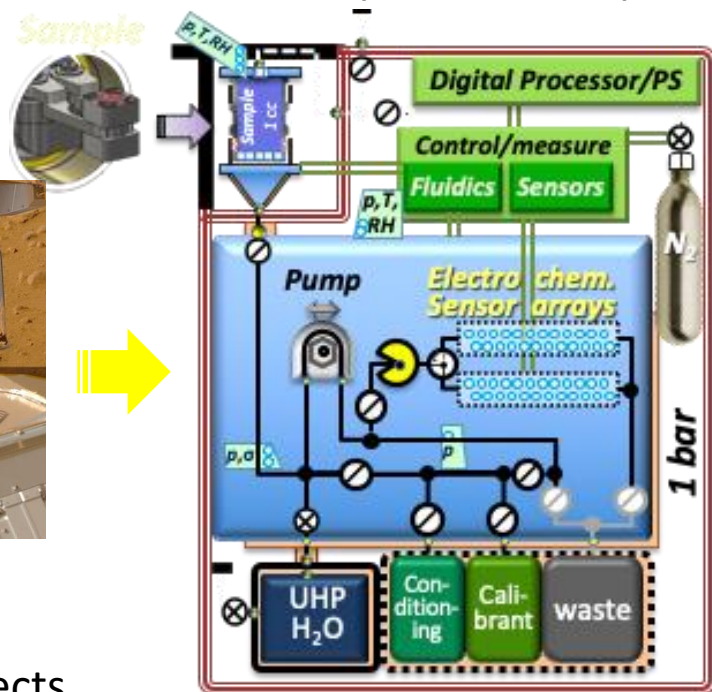 Sample
p,T,RH
Sample
1 cc
Digital Processor/PS
Control/measure
Fluidics
Sensors
p,T,
RH
N2
Pump
Electrochem.
Sensor arrays
p,σ
p
1 bar
UHP
H2O
Con-
dition-
ing
Cali-
brant
waste
ects